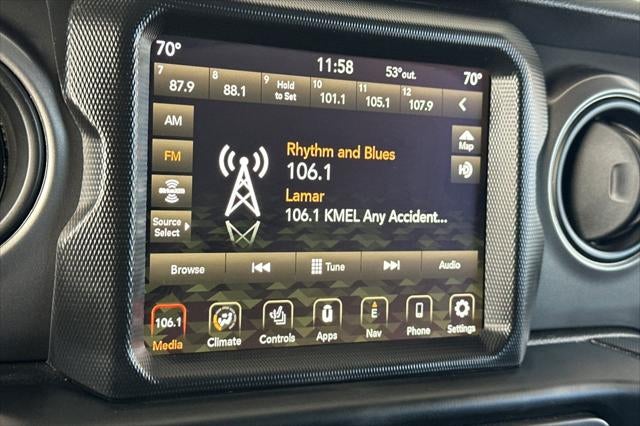 70°
11:58
53°out.
70°
7 87.9
8 88.1
9 Hold to Set
10 101.1
11 105.1
12 107.9
AM
FM
SiriusXM
Source Select
Map
Rhythm and Blues
106.1
Lamar
106.1 KMEL Any Accident...
Browse
Tune
Audio
106.1
Media
Climate
Controls
Apps
E
Nav
Phone
Settings